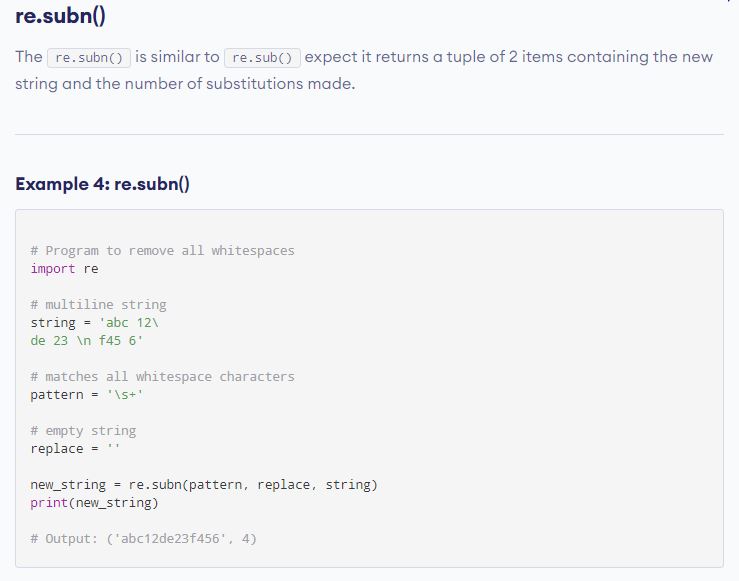 re.subn()
The re.subn() is similar to re.sub() expect it returns a tuple of 2 items containing the new
string and the number of substitutions made.
Example 4: re.subn()
# Program to remove all whitespaces
import re
# multiline string
string = 'abc 12\
de 23 \n f45 6'
# matches all whitespace characters
pattern = '\s+'
# empty string
replace = ''
new_string = re.subn(pattern, replace, string)
print(new_string)
# Output: ('abc12de23f456', 4)